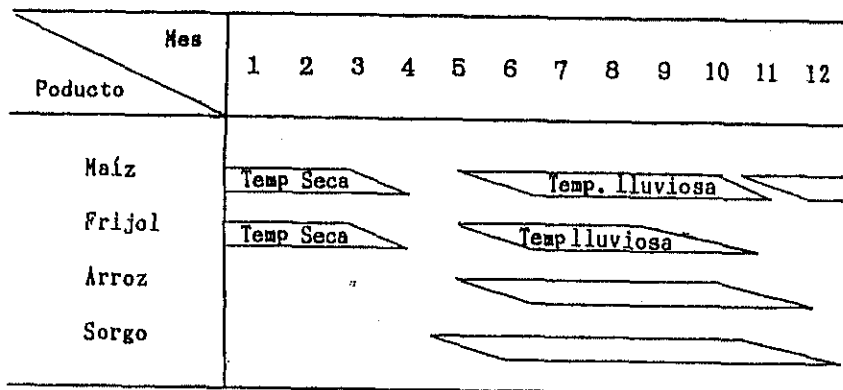 Mes
1 2 3 4 5 6 7 8 9 10 11 12
Poducto
Maíz Temp Seca Temp. lluviosa
Frijol Temp Seca Temp lluviosa
Arroz "
Sorgo